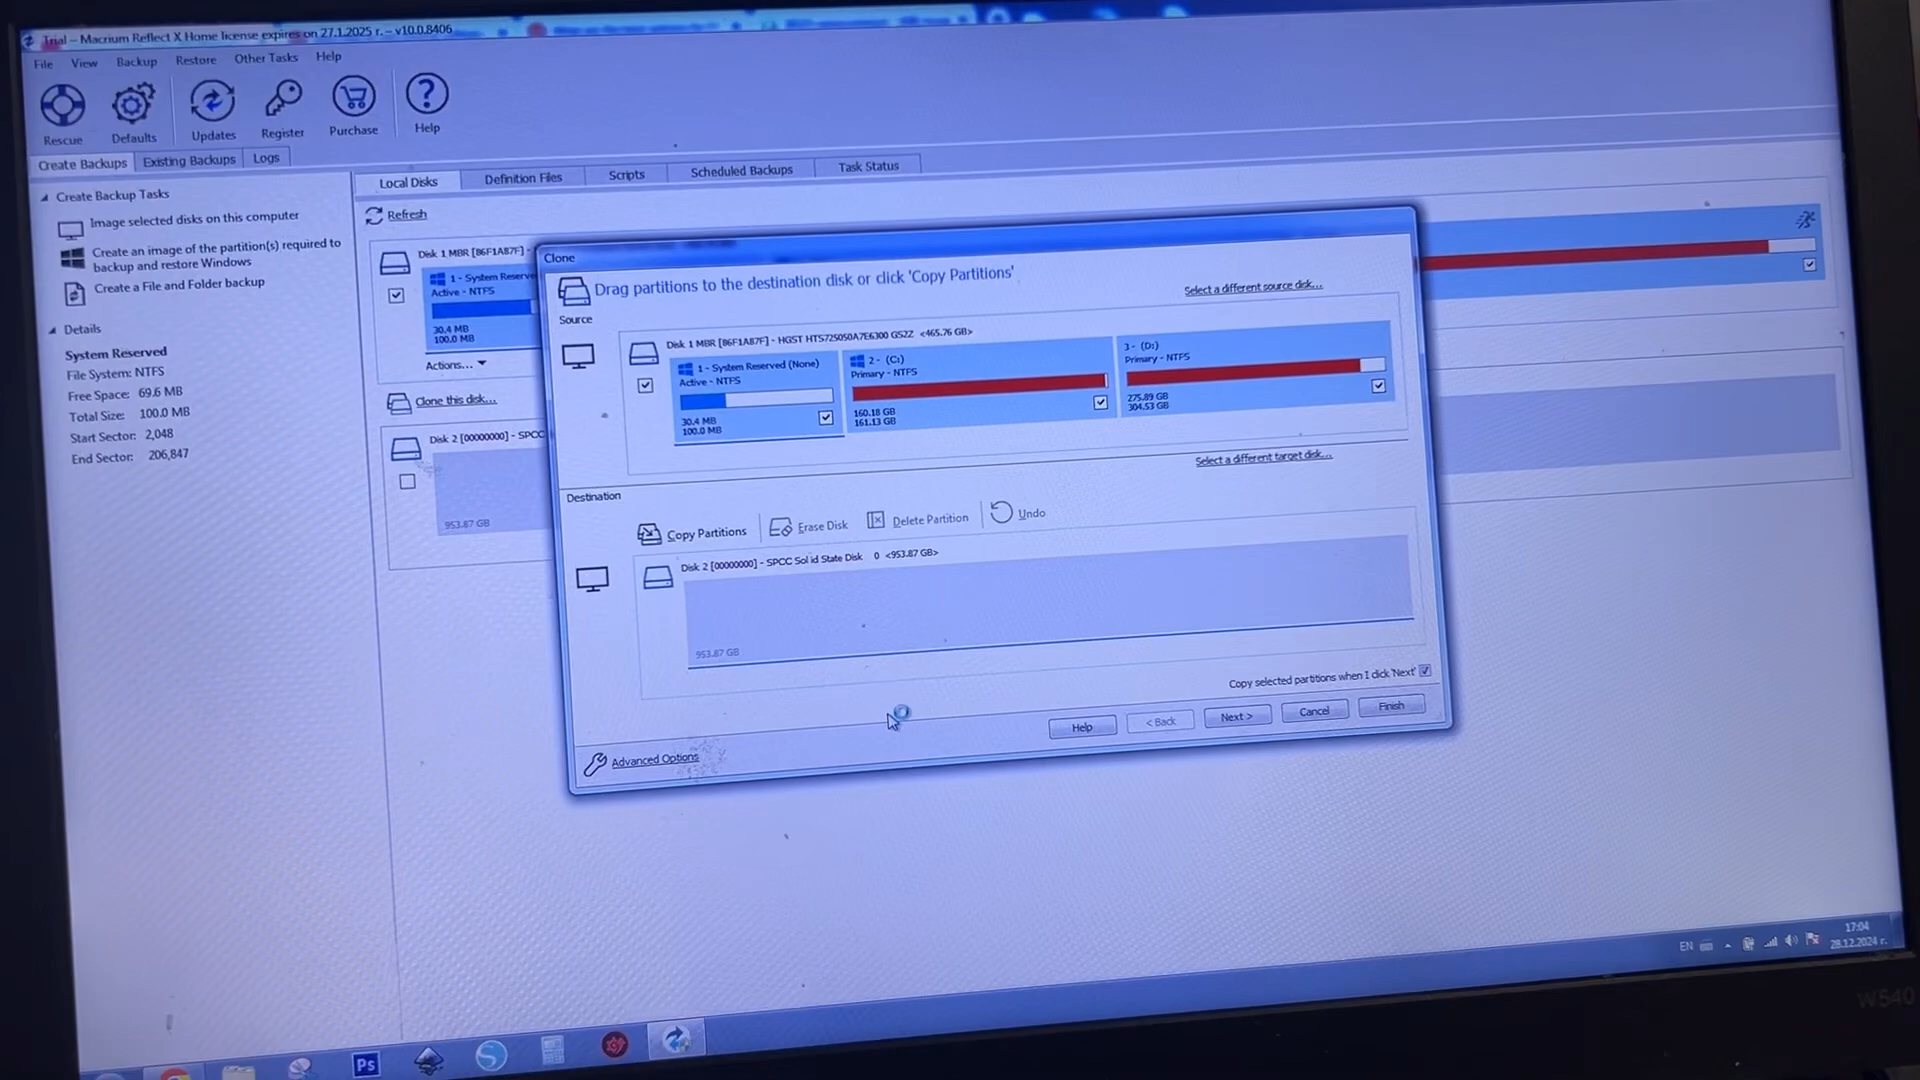 Trial – Macrium Reflect X Home license expires on 27.1.2025 г. – v10.0.8406
File View Backup Restore Other Tasks Help
Rescue Defaults Updates Register Purchase Help
Create Backups Existing Backups Logs
Create Backup Tasks
Image selected disks on this computer
Create an image of the partition(s) required to
backup and restore Windows
Create a File and Folder backup
Details
System Reserved
File System: NTFS
Free Space: 69.6 MB
Total Size: 100.0 MB
Start Sector: 2,048
End Sector: 206,847
Local Disks Definition Files Scripts Scheduled Backups Task Status
Refresh
Disk 1 MBR [86F1A87F] -
1 - System Reserve
Active - NTFS
30.4 MB
100.0 MB
Actions...
Clone this disk...
Disk 2 [00000000] - SPCC
953.87 GB
Clone
Drag partitions to the destination disk or click 'Copy Partitions'
Select a different source disk...
Source
Disk 1 MBR [86F1A87F] - HGST HTS725050A7E6300 GS2Z <465.76 GB>
1 - System Reserved (None)
Active - NTFS
30.4 MB
100.0 MB
2 - (C:)
Primary - NTFS
160.18 GB
161.13 GB
3 - (D:)
Primary - NTFS
275.89 GB
304.53 GB
Select a different target disk...
Destination
Copy Partitions Erase Disk Delete Partition Undo
Disk 2 [00000000] - SPCC Sol id State Disk 0 <953.87 GB>
953.87 GB
Copy selected partitions when I click 'Next'
Help < Back Next > Cancel Finish
Advanced Options
EN
17:04
28.12.2024 г.
Ps
W540